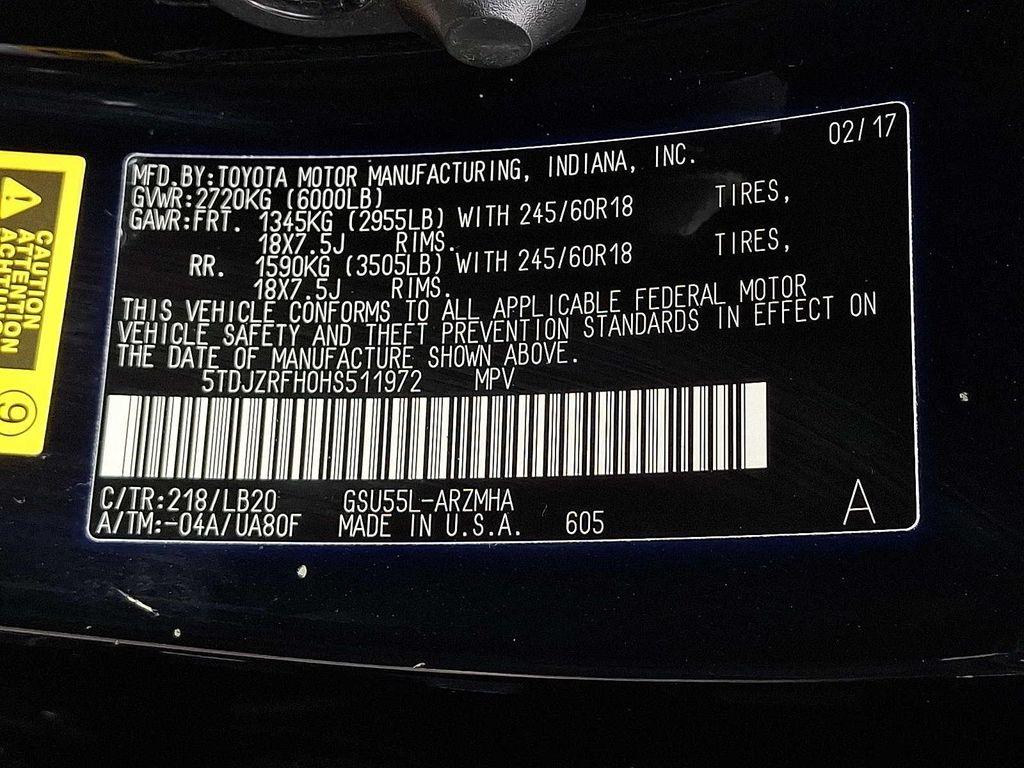 CAUTION
ATTENTION
ACHTUNG
9
02/17
MFD.BY:TOYOTA MOTOR MANUFACTURING, INDIANA, INC.
GVWR:2720KG (6000LB)
GAWR:FRT. 1345KG (2955LB) WITH 245/60R18 TIRES,
18X7.5J RIMS.
RR. 1590KG (3505LB) WITH 245/60R18 TIRES,
18X7.5J RIMS.
THIS VEHICLE CONFORMS TO ALL APPLICABLE FEDERAL MOTOR
VEHICLE SAFETY AND THEFT PREVENTION STANDARDS IN EFFECT ON
THE DATE OF MANUFACTURE SHOWN ABOVE.
5TDJZRFH0HS511972 MPV
C/TR:218/LB20 GSU55L-ARZMHA
A/TM:-04A/UA80F MADE IN U.S.A. 605
A